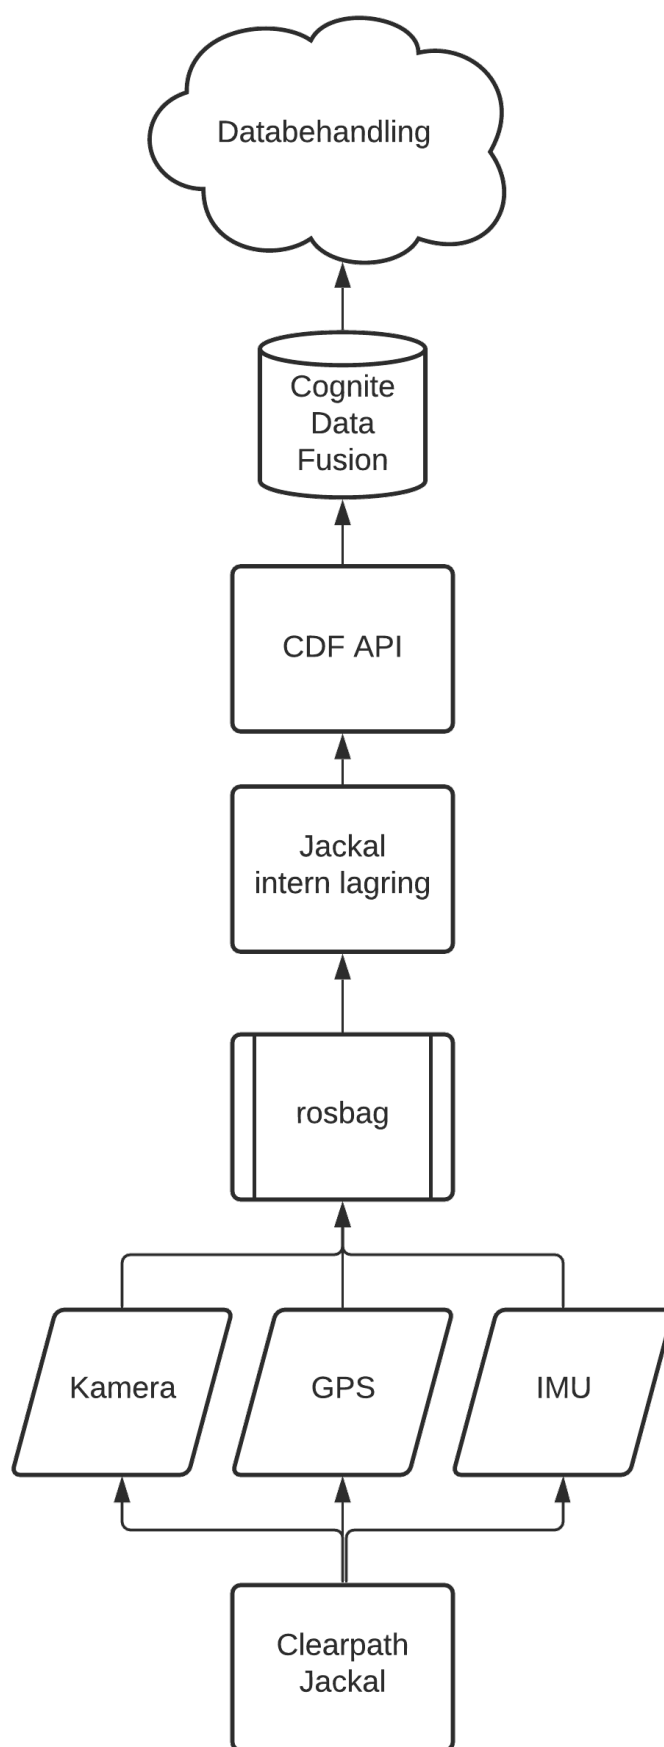 Databehandling
Cognite
Data
Fusion
CDF API
Jackal
intern lagring
rosbag
Kamera
GPS
IMU
Clearpath
Jackal